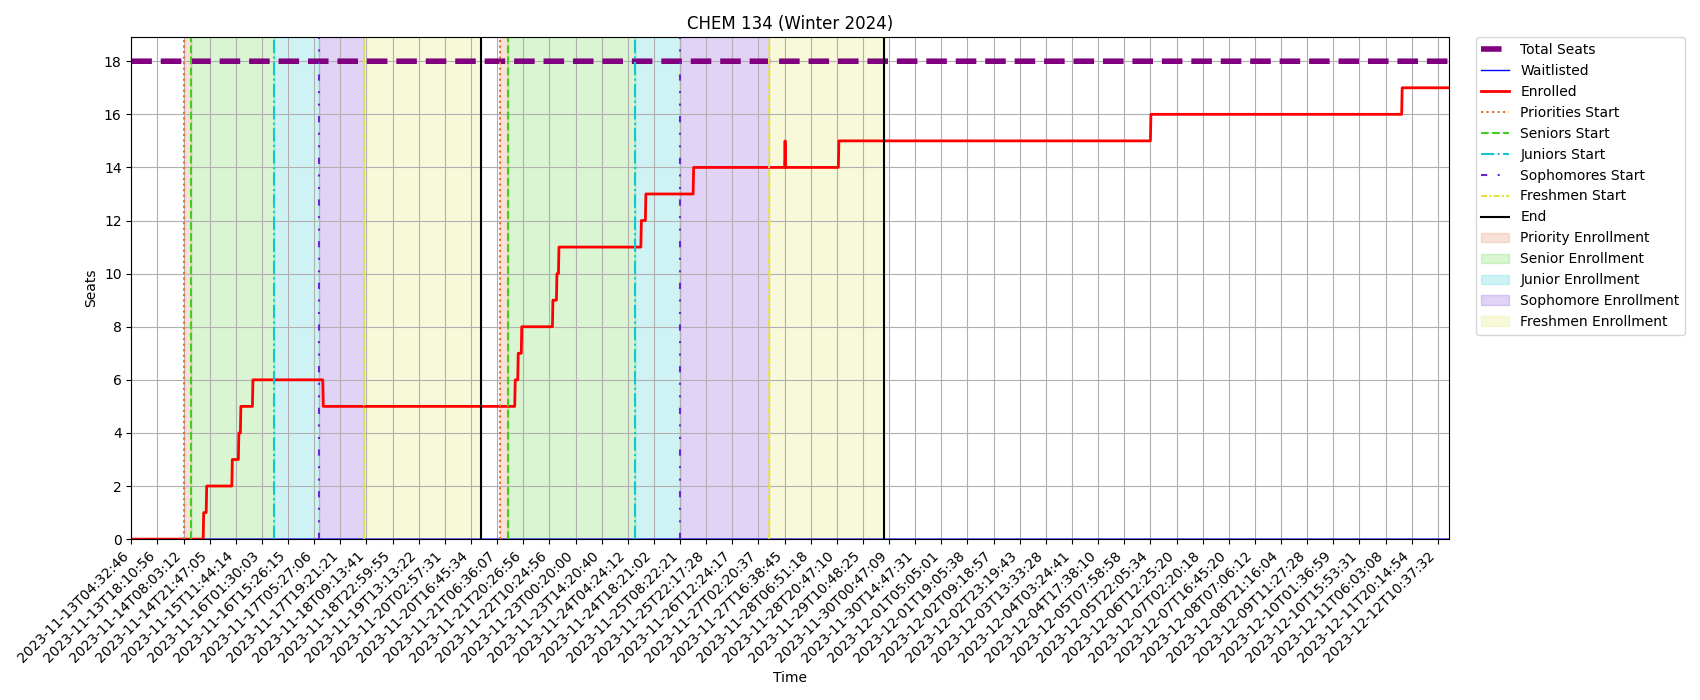 CHEM 134 (Winter 2024)
Seats
18
16
14
12
10
8
6
4
2
0
2023-11-13T04:32:46
2023-11-13T18:10:56
2023-11-14T08:03:12
2023-11-14T21:47:05
2023-11-15T11:44:14
2023-11-16T01:30:03
2023-11-16T15:26:15
2023-11-17T05:27:06
2023-11-17T19:21:21
2023-11-18T09:13:41
2023-11-18T22:59:55
2023-11-19T13:13:22
2023-11-20T02:57:31
2023-11-20T16:45:34
2023-11-21T06:36:07
2023-11-21T20:26:56
2023-11-22T10:24:56
2023-11-23T00:20:00
2023-11-23T14:20:40
2023-11-24T04:24:12
2023-11-24T18:21:02
2023-11-25T08:22:21
2023-11-25T22:17:28
2023-11-26T12:24:17
2023-11-27T02:20:37
2023-11-27T16:38:45
2023-11-28T06:51:18
2023-11-28T20:47:10
2023-11-29T10:48:25
2023-11-30T00:47:09
2023-11-30T14:47:31
2023-12-01T05:05:01
2023-12-01T19:05:38
2023-12-02T09:18:57
2023-12-02T23:19:43
2023-12-03T13:33:28
2023-12-04T03:24:41
2023-12-04T17:38:10
2023-12-05T07:58:58
2023-12-05T22:05:34
2023-12-06T12:25:20
2023-12-07T02:20:18
2023-12-07T16:45:20
2023-12-08T07:06:12
2023-12-08T21:16:04
2023-12-09T11:27:28
2023-12-10T01:36:59
2023-12-10T15:53:31
2023-12-11T06:03:08
2023-12-11T20:14:54
2023-12-12T10:37:32
Time
Total Seats
Waitlisted
Enrolled
Priorities Start
Seniors Start
Juniors Start
Sophomores Start
Freshmen Start
End
Priority Enrollment
Senior Enrollment
Junior Enrollment
Sophomore Enrollment
Freshmen Enrollment